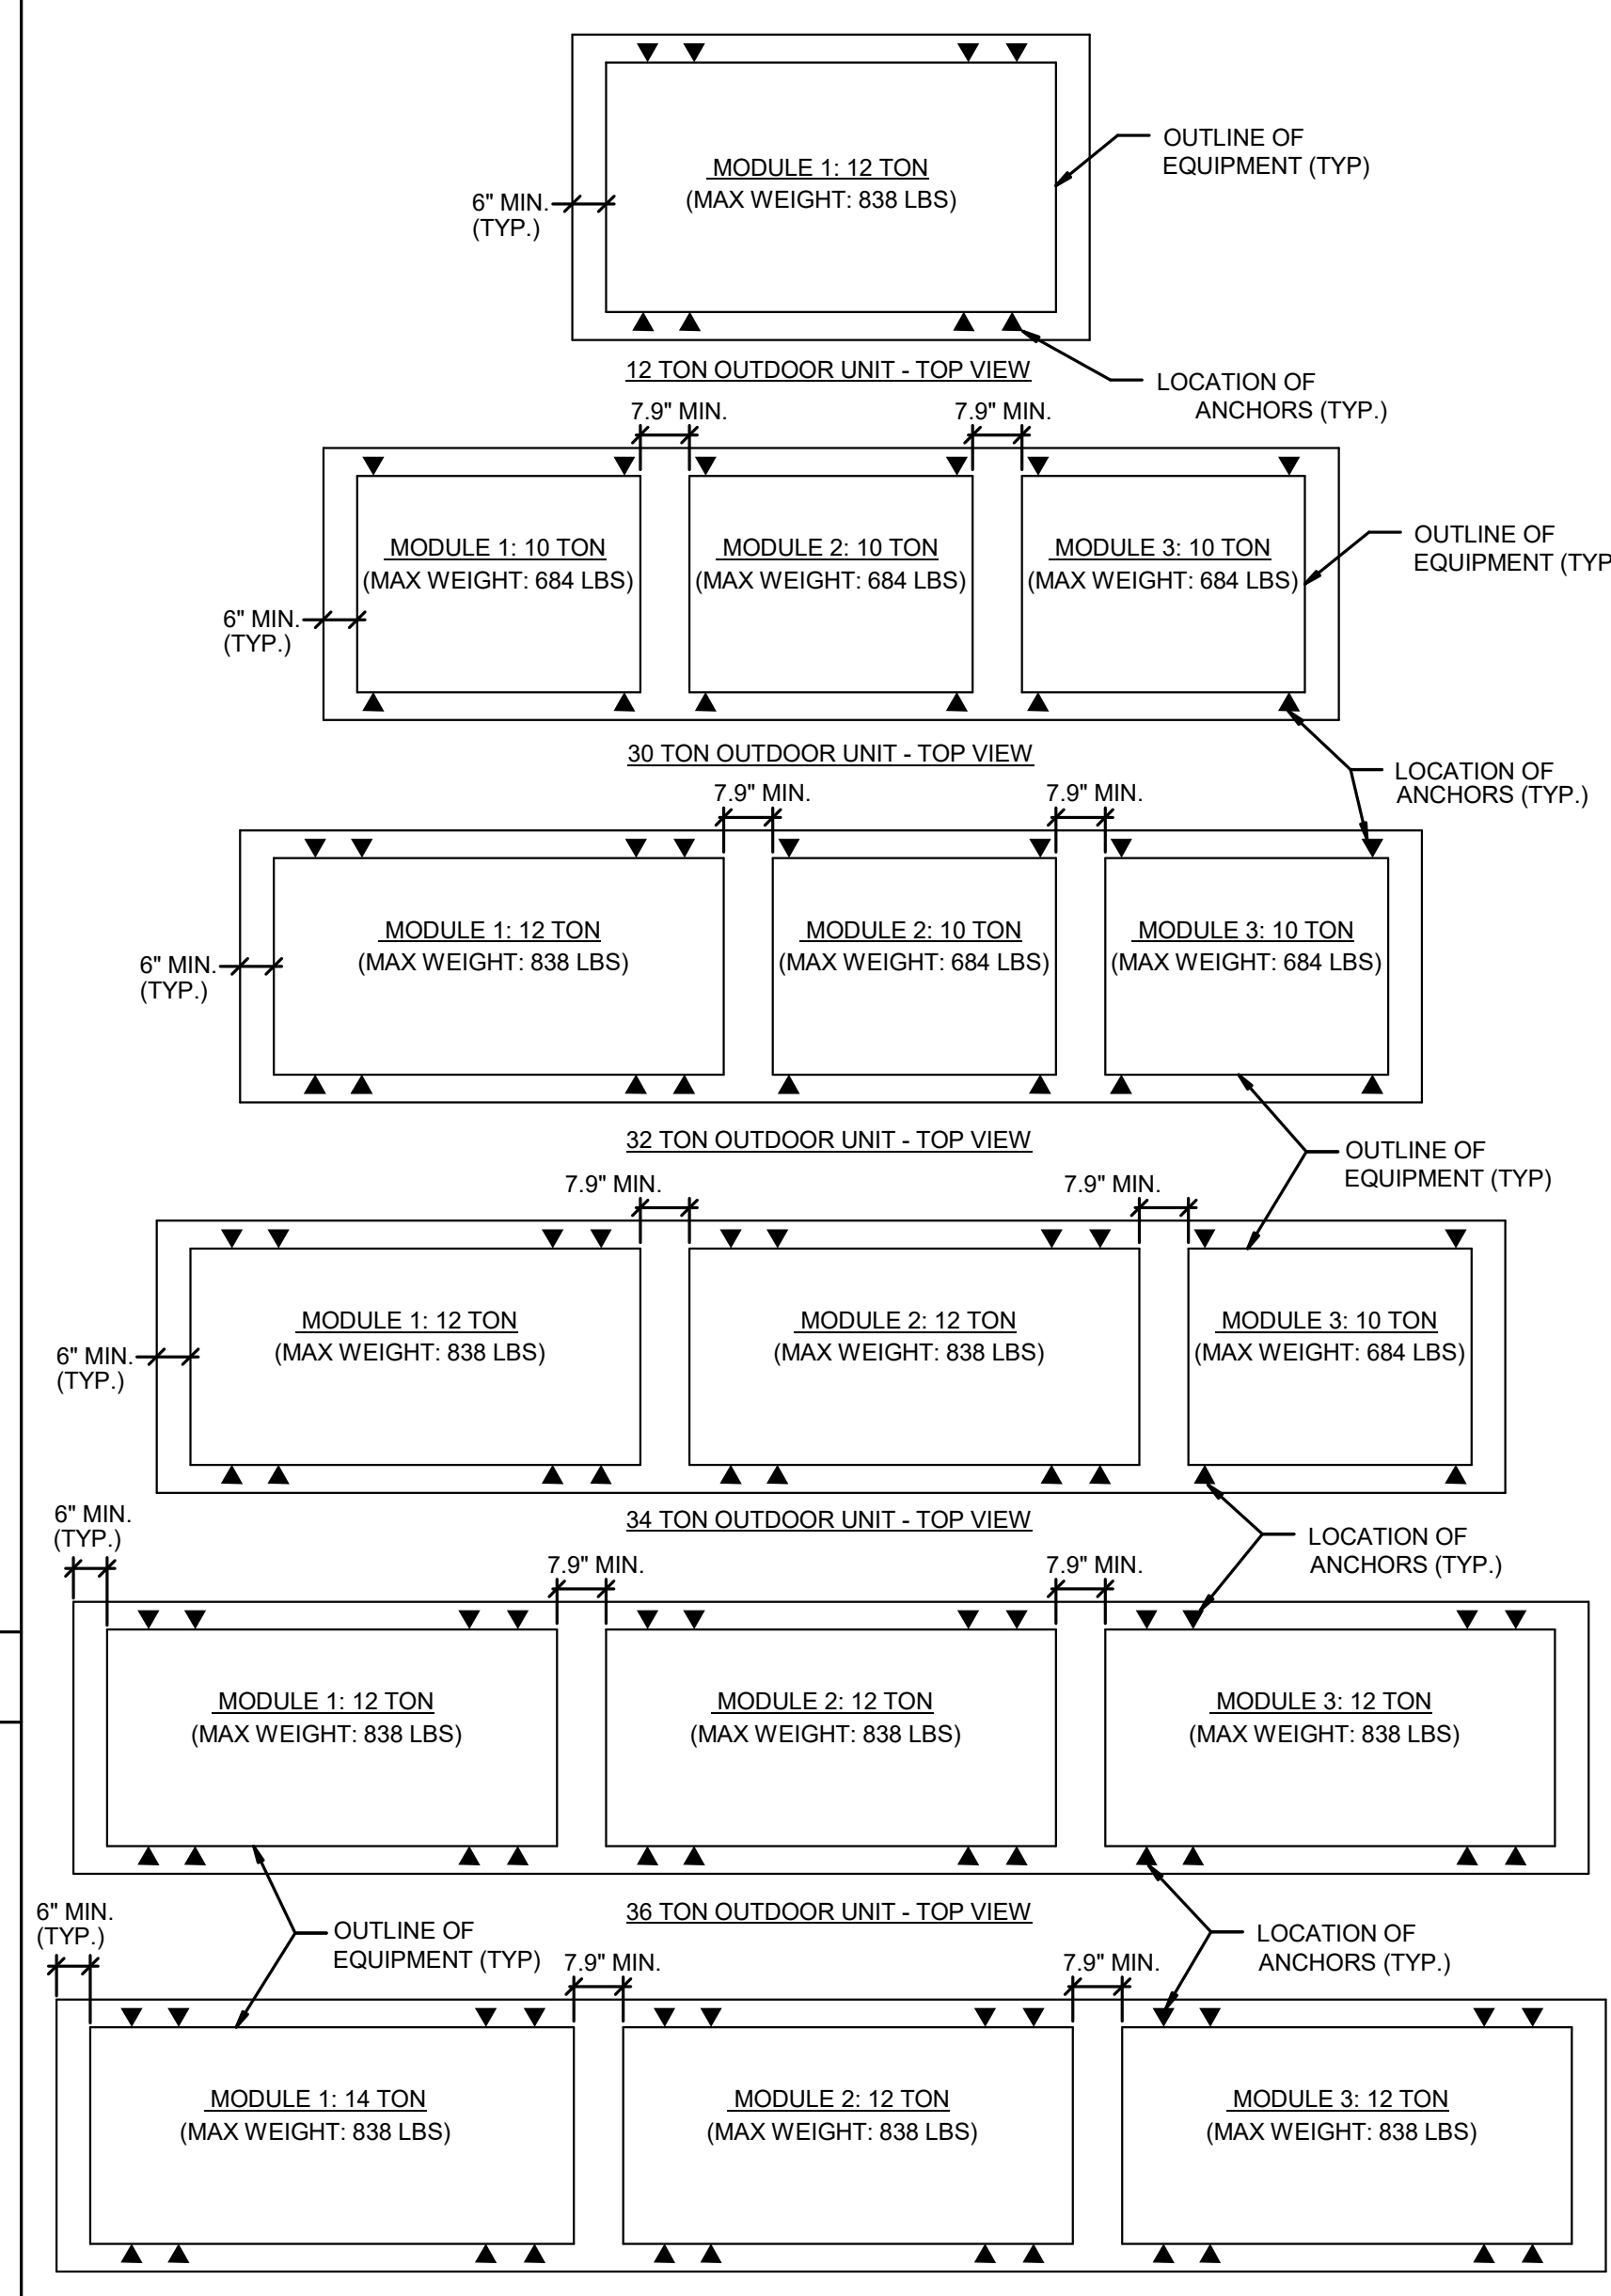 MODULE 1: 12 TON
(MAX WEIGHT: 838 LBS)
OUTLINE OF
EQUIPMENT (TYP)
6" MIN.
(TYP.)
12 TON OUTDOOR UNIT - TOP VIEW
LOCATION OF
ANCHORS (TYP.)
7.9" MIN.
7.9" MIN.
MODULE 1: 10 TON
(MAX WEIGHT: 684 LBS)
MODULE 2: 10 TON
(MAX WEIGHT: 684 LBS)
MODULE 3: 10 TON
(MAX WEIGHT: 684 LBS)
OUTLINE OF
EQUIPMENT (TYP
6" MIN.
(TYP.)
30 TON OUTDOOR UNIT - TOP VIEW
LOCATION OF
ANCHORS (TYP.)
7.9" MIN.
7.9" MIN.
MODULE 1: 12 TON
(MAX WEIGHT: 838 LBS)
MODULE 2: 10 TON
(MAX WEIGHT: 684 LBS)
MODULE 3: 10 TON
(MAX WEIGHT: 684 LBS)
6" MIN.
(TYP.)
32 TON OUTDOOR UNIT - TOP VIEW
OUTLINE OF
EQUIPMENT (TYP)
7.9" MIN.
7.9" MIN.
MODULE 1: 12 TON
(MAX WEIGHT: 838 LBS)
MODULE 2: 12 TON
(MAX WEIGHT: 838 LBS)
MODULE 3: 10 TON
(MAX WEIGHT: 684 LBS)
6" MIN.
(TYP.)
34 TON OUTDOOR UNIT - TOP VIEW
LOCATION OF
ANCHORS (TYP.)
6" MIN.
(TYP.)
7.9" MIN.
7.9" MIN.
MODULE 1: 12 TON
(MAX WEIGHT: 838 LBS)
MODULE 2: 12 TON
(MAX WEIGHT: 838 LBS)
MODULE 3: 12 TON
(MAX WEIGHT: 838 LBS)
36 TON OUTDOOR UNIT - TOP VIEW
6" MIN.
(TYP.)
OUTLINE OF
EQUIPMENT (TYP)
LOCATION OF
ANCHORS (TYP.)
7.9" MIN.
7.9" MIN.
MODULE 1: 14 TON
(MAX WEIGHT: 838 LBS)
MODULE 2: 12 TON
(MAX WEIGHT: 838 LBS)
MODULE 3: 12 TON
(MAX WEIGHT: 838 LBS)